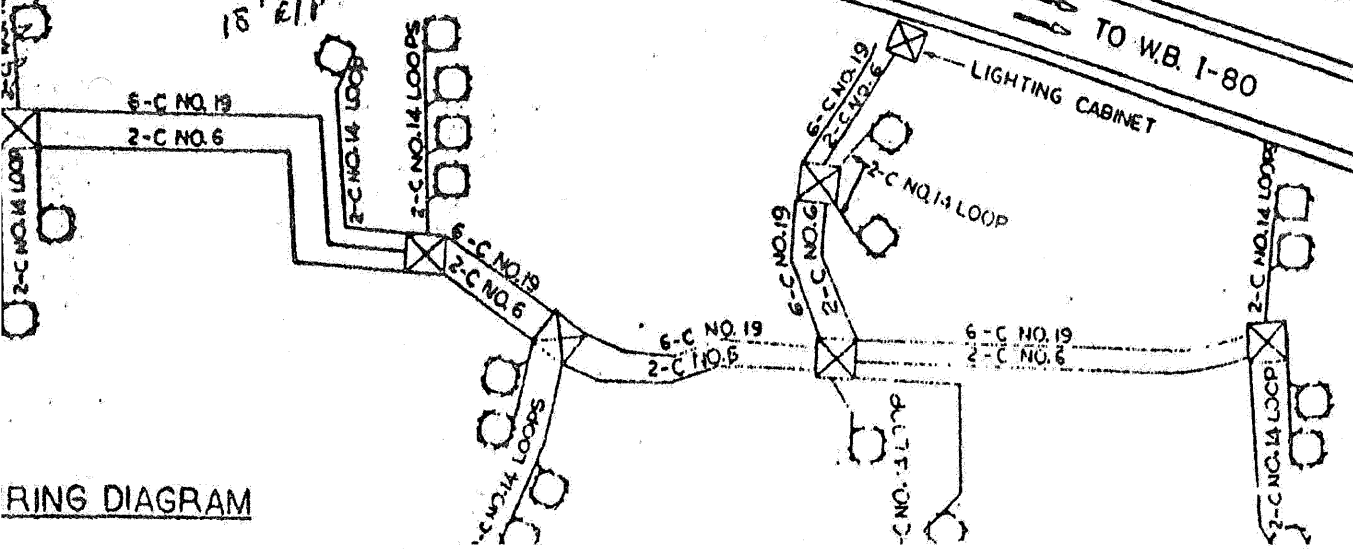 18'
TO W.B. I-80
LIGHTING CABINET
6-C NO. 19
2-C NO. 6
6-C NO. 19
2-C NO. 6
2-C NO. 14 LOOP
2-C NO. 14 LOOPS
2-C NO. 14 LOOP
2-C NO. 14 LOOP
2-C NO. 14 LOOPS
6-C NO. 19
2-C NO. 6
6-C NO. 19
2-C NO. 6
6-C NO. 19
2-C NO. 6
6-C NO. 19
2-C NO. 6
-C NO. 14 LOOPS
2-C NO. 14 LOOP
RING DIAGRAM